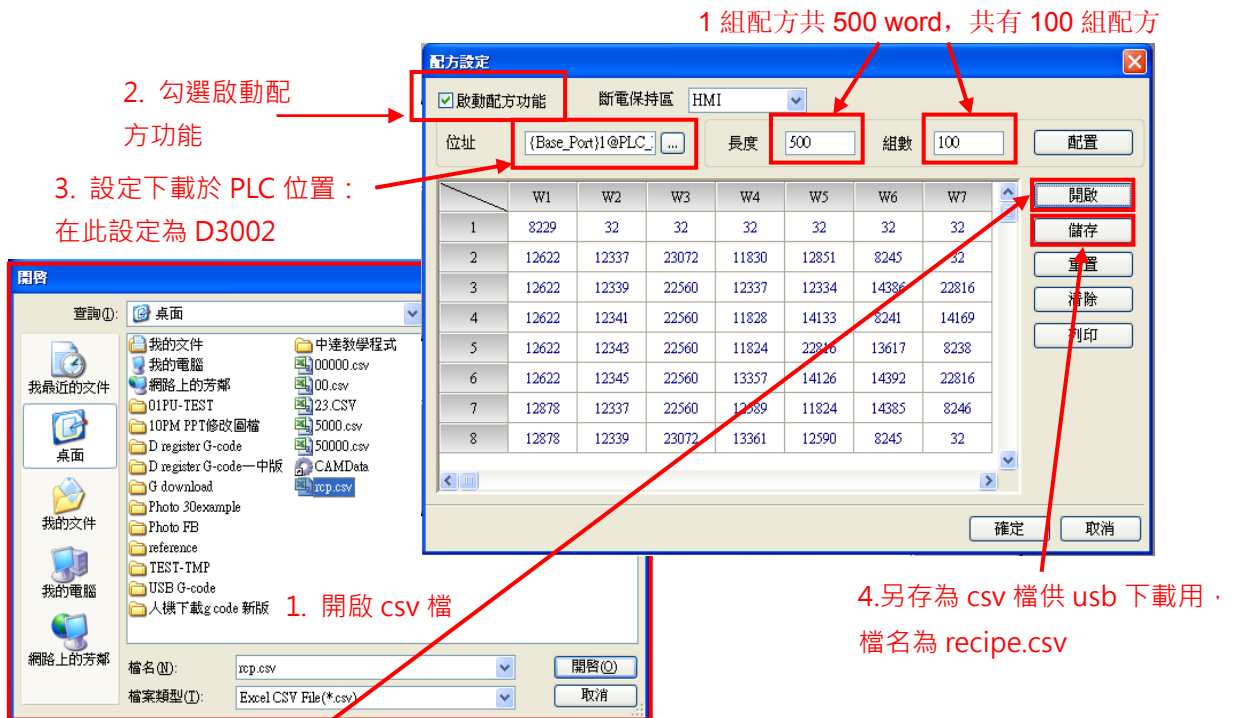 1 組配方共 500 word，共有 100 組配方
2. 勾選啟動配
方功能
3. 設定下載於 PLC 位置：
在此設定為 D3002
配方設定
啟動配方功能 斷電保持區 HMI
位址 {Base_Port}1@PLC_ ... 長度 500 組數 100 配置
W1 W2 W3 W4 W5 W6 W7
1 8229 32 32 32 32 32 32
2 12622 12337 23072 11830 12851 8245 32
3 12622 12339 22560 12337 12334 14386 22816
4 12622 12341 22560 11828 14133 8241 14169
5 12622 12343 22560 11824 22816 13617 8238
6 12622 12345 22560 13357 14126 14392 22816
7 12878 12337 22560 12589 11824 14385 8246
8 12878 12339 23072 13361 12590 8245 32
開啟
儲存
重置
清除
列印
確定 取消
開啓
查詢(I): 桌面
我最近的文件
桌面
我的文件
我的電腦
網路上的芳鄰
我的文件
我的電腦
網路上的芳鄰
01PU-TEST
10PM PPT修改圖檔
D register G-code
D register G-code一中版
G download
Photo 30example
Photo FB
reference
TEST-TMP
USB G-code
人機下載g code 新版
中達教學程式
00000.csv
00.csv
23.CSV
5000.csv
50000.csv
CAMData
rcp.csv
1. 開啟 csv 檔
檔名(N): rcp.csv 開啓(O)
檔案類型(T): Excel CSV File(*.csv) 取消
4.另存為 csv 檔供 usb 下載用，
檔名為 recipe.csv